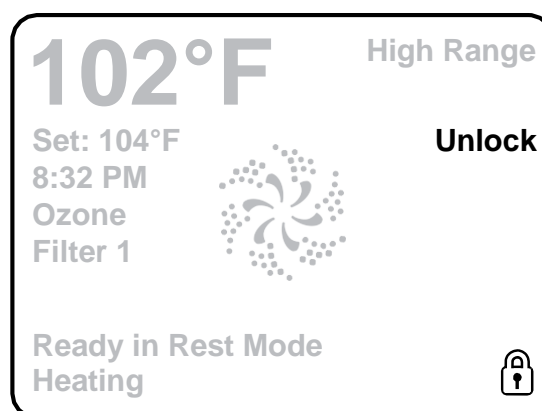 102°F
High Range
Set: 104°F
Unlock
8:32 PM
Ozone
Filter 1
Ready in Rest Mode
Heating